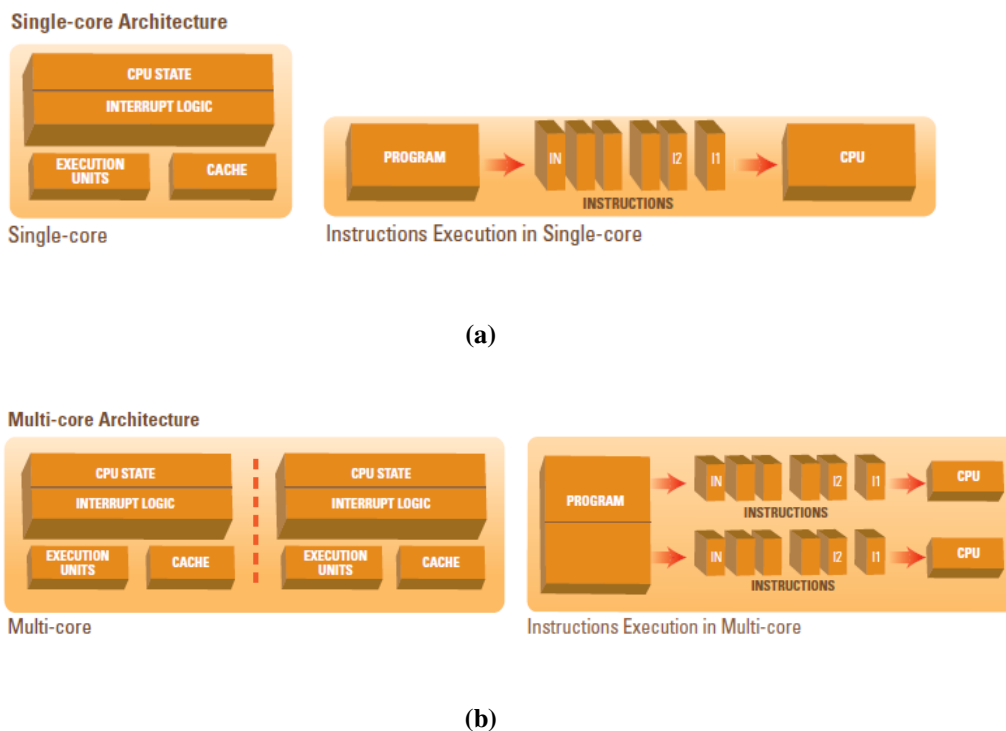 Single-core Architecture
CPU STATE
INTERRUPT LOGIC
EXECUTION
UNITS
CACHE
Single-core
PROGRAM
IN
I2
I1
INSTRUCTIONS
CPU
Instructions Execution in Single-core
(a)
Multi-core Architecture
CPU STATE
INTERRUPT LOGIC
EXECUTION
UNITS
CACHE
CPU STATE
INTERRUPT LOGIC
EXECUTION
UNITS
CACHE
Multi-core
PROGRAM
IN
I2
I1
INSTRUCTIONS
CPU
IN
I2
I1
INSTRUCTIONS
CPU
Instructions Execution in Multi-core
(b)